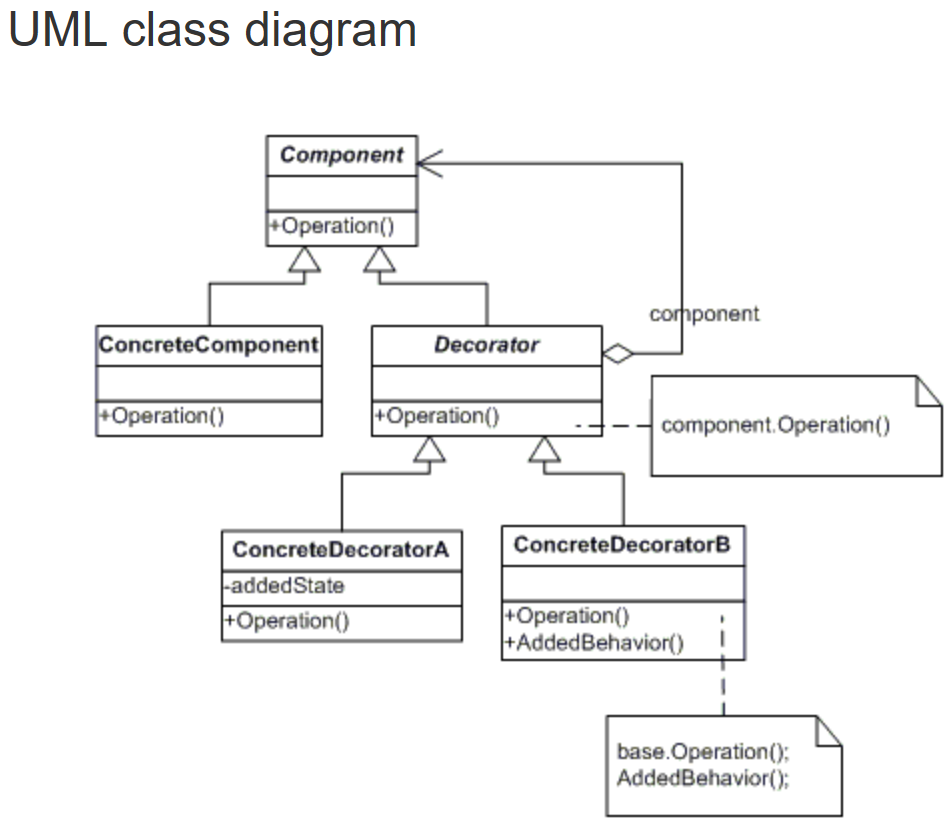 UML class diagram
Component
+Operation()
component
ConcreteComponent
+Operation()
Decorator
+Operation()
component.Operation()
ConcreteDecoratorA
-addedState
+Operation()
ConcreteDecoratorB
+Operation()
+AddedBehavior()
base.Operation();
AddedBehavior();